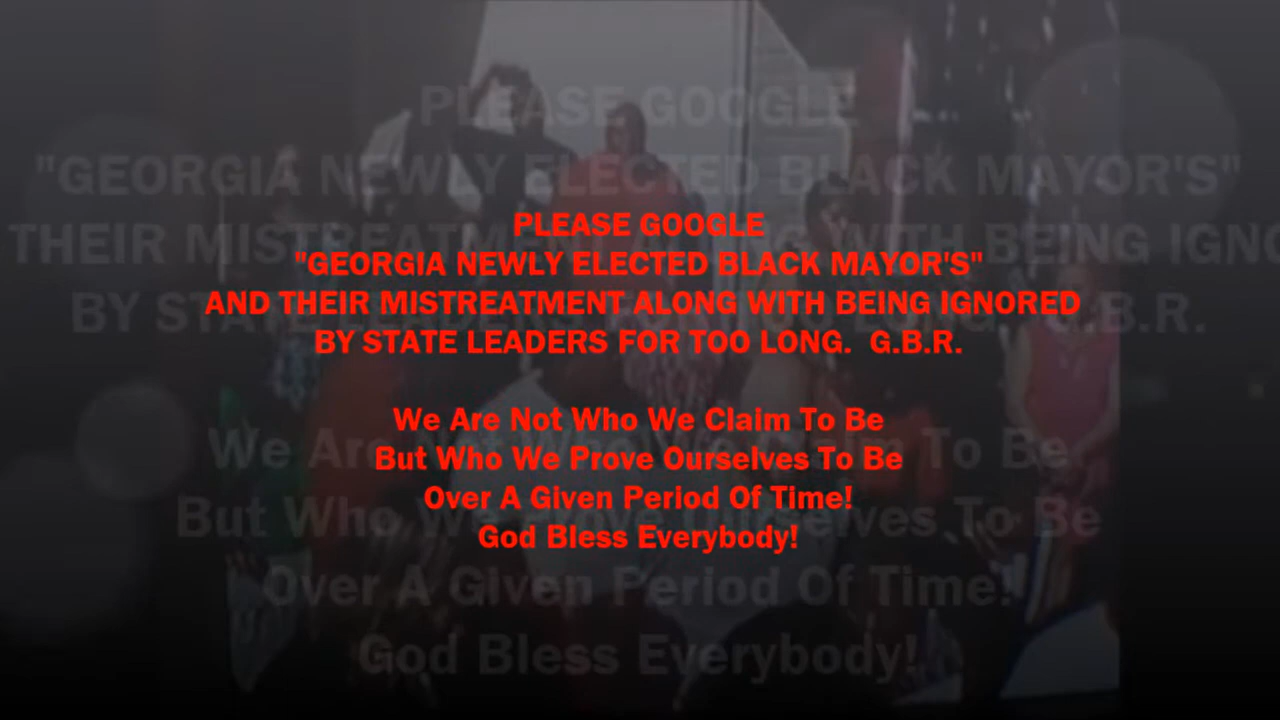 PLEASE GOOGLE
"GEORGIA NEWLY ELECTED BLACK MAYOR'S"
AND THEIR MISTREATMENT ALONG WITH BEING IGNORED
BY STATE LEADERS FOR TOO LONG.  G.B.R.
We Are Not Who We Claim To Be
But Who We Prove Ourselves To Be
Over A Given Period Of Time!
God Bless Everybody!